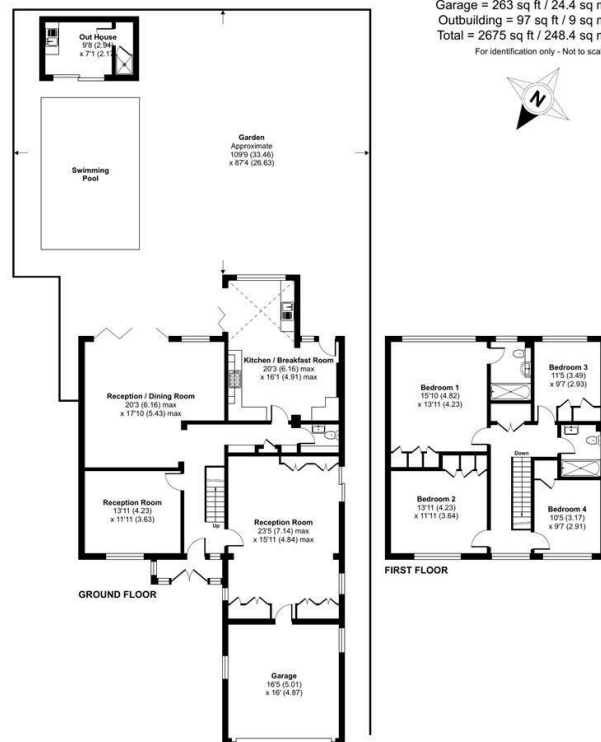 Garage = 263 sq ft / 24.4 sq m
Outbuilding = 97 sq ft / 9 sq m
Total = 2675 sq ft / 248.4 sq m
For identification only - Not to scale
N
Out House
9'8 (2.94)
x 7'1 (2.17)
Swimming
Pool
Garden
Approximate
109'9 (33.46)
x 87'4 (26.63)
Kitchen / Breakfast Room
20'3 (6.16) max
x 16'1 (4.91) max
Reception / Dining Room
20'3 (6.16) max
x 17'10 (5.43) max
Reception Room
13'11 (4.23)
x 11'11 (3.63)
Up
Reception Room
23'5 (7.14) max
x 15'11 (4.84) max
GROUND FLOOR
Garage
16'5 (5.01)
x 16' (4.87)
Bedroom 1
15'10 (4.82)
x 13'11 (4.23)
Bedroom 3
11'5 (3.49)
x 9'7 (2.93)
Down
Bedroom 2
13'11 (4.23)
x 11'11 (3.64)
Bedroom 4
10'5 (3.17)
x 9'7 (2.91)
FIRST FLOOR